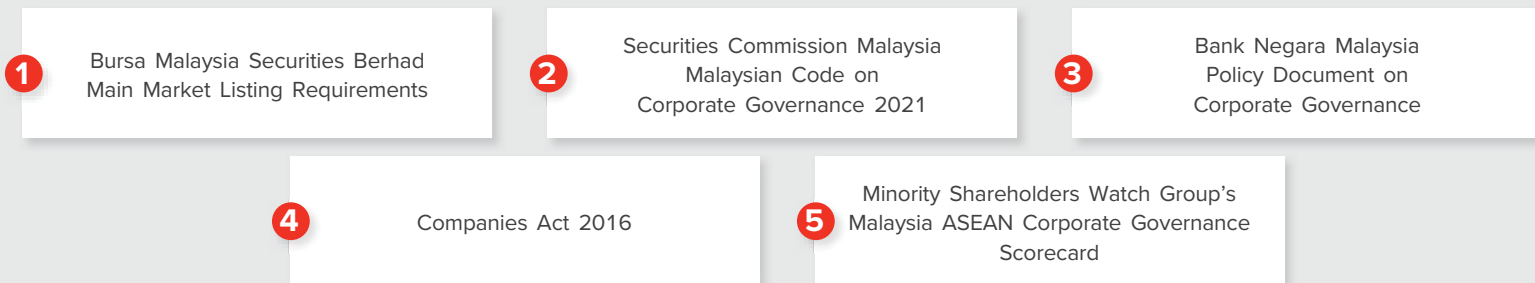 1
Bursa Malaysia Securities Berhad
Main Market Listing Requirements
2
Securities Commission Malaysia
Malaysian Code on
Corporate Governance 2021
3
Bank Negara Malaysia
Policy Document on
Corporate Governance
4
Companies Act 2016
5
Minority Shareholders Watch Group’s
Malaysia ASEAN Corporate Governance
Scorecard